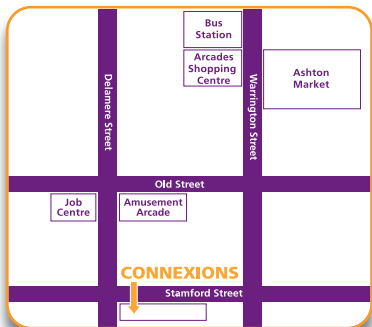 Bus
Station
Arcades
Shopping
Centre
Ashton
Market
Delamere Street
Warrington Street
Old Street
Job
Centre
Amusement
Arcade
CONNEXIONS
Stamford Street